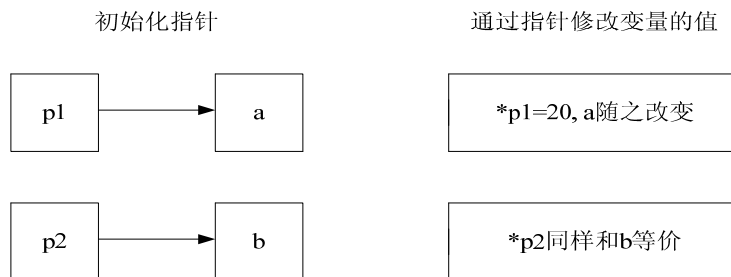 初始化指针 通过指针修改变量的值
p1 a *p1=20, a随之改变
p2 b *p2同样和b等价